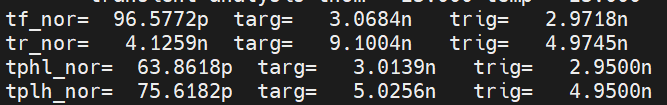 tf_nor=  96.5772p  targ=   3.0684n   trig=   2.9718n
tr_nor=   4.1259n  targ=   9.1004n   trig=   4.9745n
tphl_nor=  63.8618p  targ=   3.0139n   trig=   2.9500n
tplh_nor=  75.6182p  targ=   5.0256n   trig=   4.9500n